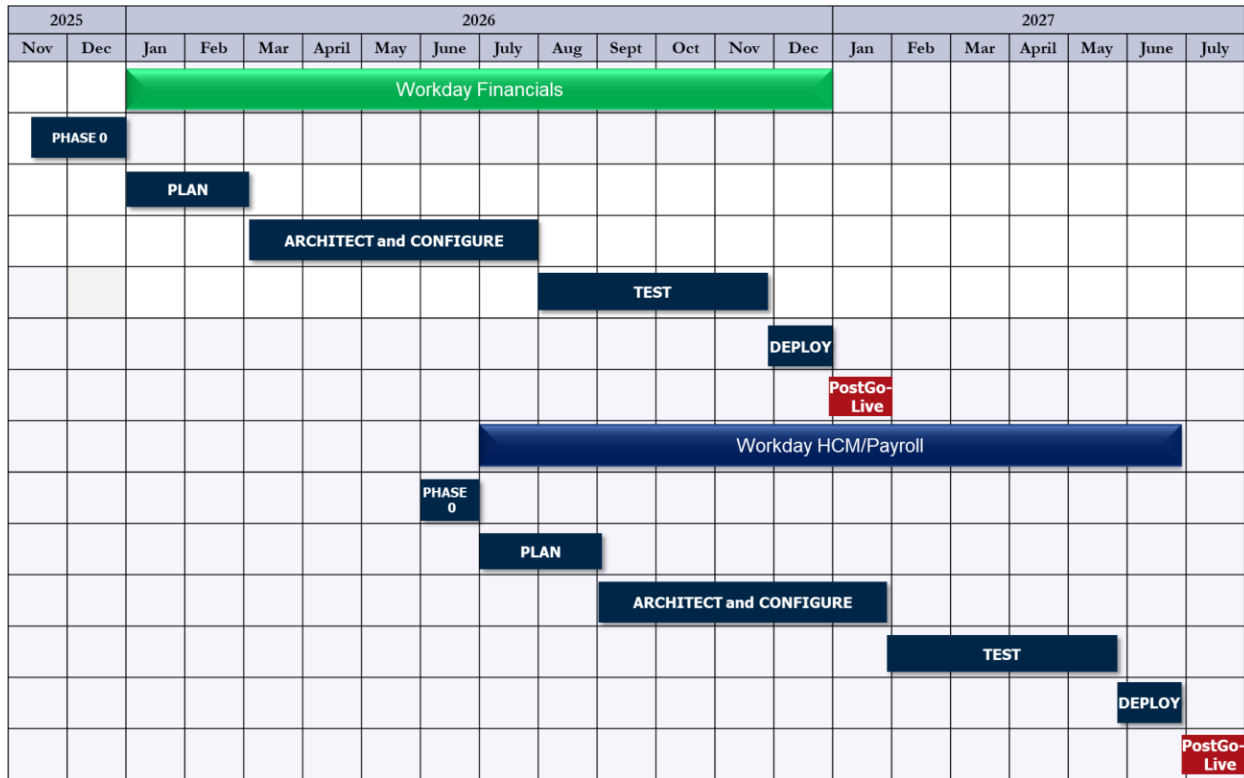 2025 2026 2027
Nov Dec Jan Feb Mar April May June July Aug Sept Oct Nov Dec Jan Feb Mar April May June July
Workday Financials
PHASE 0
PLAN
ARCHITECT and CONFIGURE
TEST
DEPLOY
PostGo-
Live
Workday HCM/Payroll
PHASE
0
PLAN
ARCHITECT and CONFIGURE
TEST
DEPLOY
PostGo-
Live